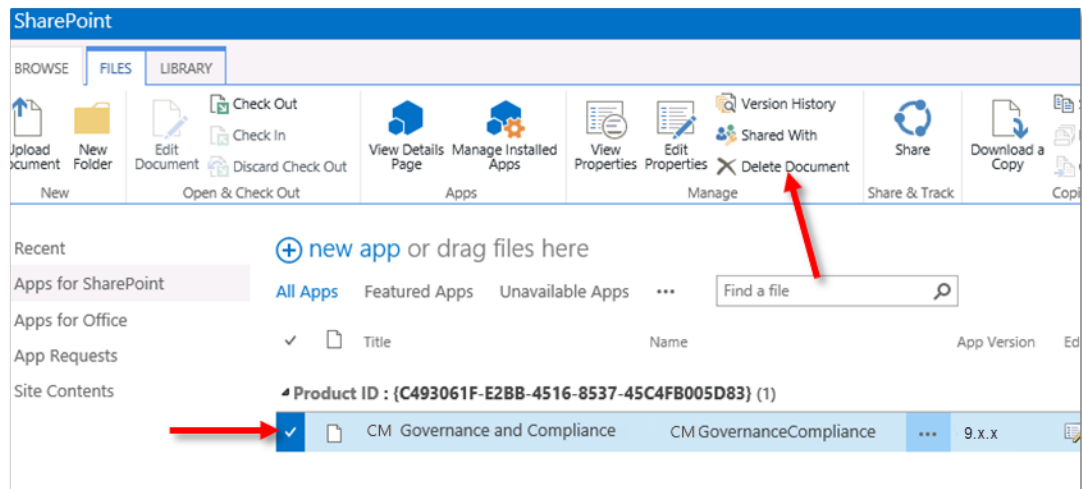 SharePoint
BROWSE FILES LIBRARY
Check Out
Check In
Discard Check Out
Version History
Shared With
Delete Document
Upload Document
New Folder
Edit Document
View Details Page
Manage Installed Apps
View Properties
Edit Properties
Share
Download a Copy
New
Open & Check Out
Apps
Manage
Share & Track
Recent
Apps for SharePoint
Apps for Office
App Requests
Site Contents
new app or drag files here
All Apps Featured Apps Unavailable Apps ••• Find a file
Title Name App Version Ed
Product ID : {C493061F-E2BB-4516-8537-45C4FB005D83} (1)
CM Governance and Compliance CM GovernanceCompliance ••• 9.x.x